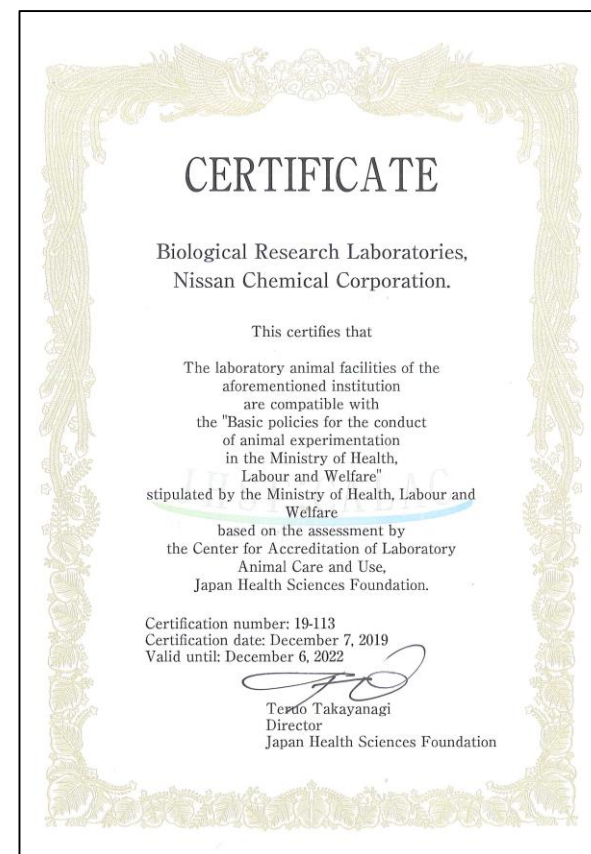 CERTIFICATE
Biological Research Laboratories,
Nissan Chemical Corporation.
This certifies that
The laboratory animal facilities of the
aforementioned institution
are compatible with
the "Basic policies for the conduct
of animal experimentation
in the Ministry of Health,
Labour and Welfare"
stipulated by the Ministry of Health, Labour and
Welfare
based on the assessment by
the Center for Accreditation of Laboratory
Animal Care and Use,
Japan Health Sciences Foundation.
Certification number: 19-113
Certification date: December 7, 2019
Valid until: December 6, 2022
Teruo Takayanagi
Director
Japan Health Sciences Foundation